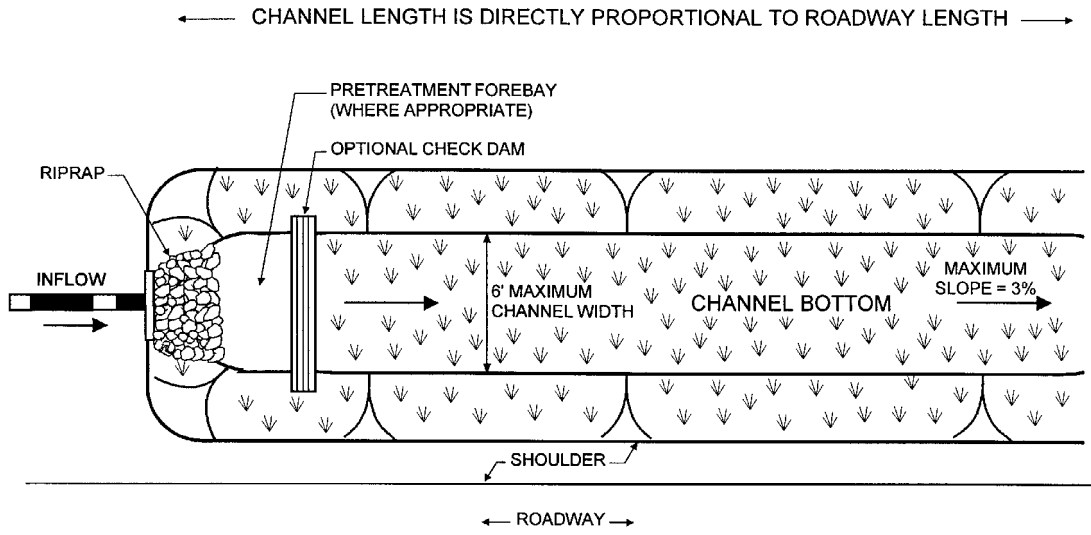 CHANNEL LENGTH IS DIRECTLY PROPORTIONAL TO ROADWAY LENGTH
PRETREATMENT FOREBAY
(WHERE APPROPRIATE)
OPTIONAL CHECK DAM
RIPRAP
INFLOW
6' MAXIMUM
CHANNEL WIDTH
CHANNEL BOTTOM
MAXIMUM
SLOPE = 3%
SHOULDER
ROADWAY